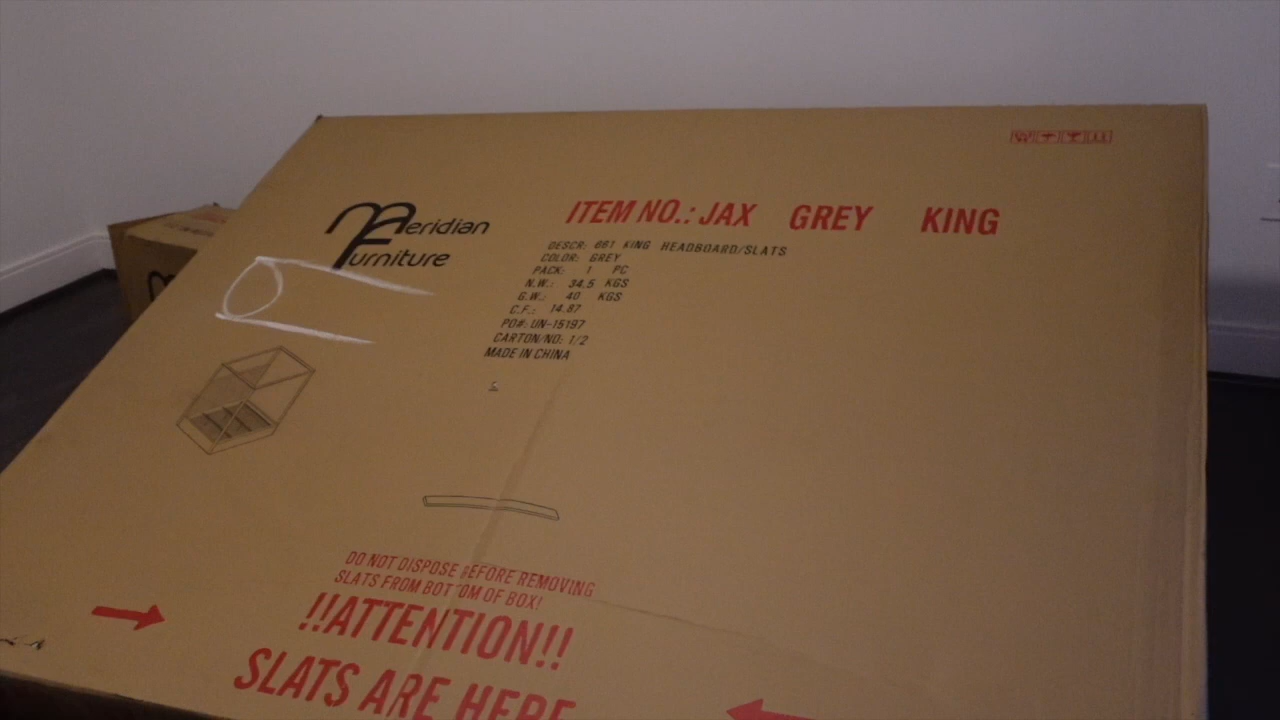 Meridian
Furniture
ITEM NO.: JAX GREY KING
DESCR: 661 KING HEADBOARD/SLATS
COLOR: GREY
PACK: 1 PC
N.W.: 34.5 KGS
G.W.: 40 KGS
C.F.: 14.87
PO#: UN-15197
CARTON/NO: 1/2
MADE IN CHINA
DO NOT DISPOSE BEFORE REMOVING
SLATS FROM BOTTOM OF BOX!
!!ATTENTION!!
SLATS ARE HERE